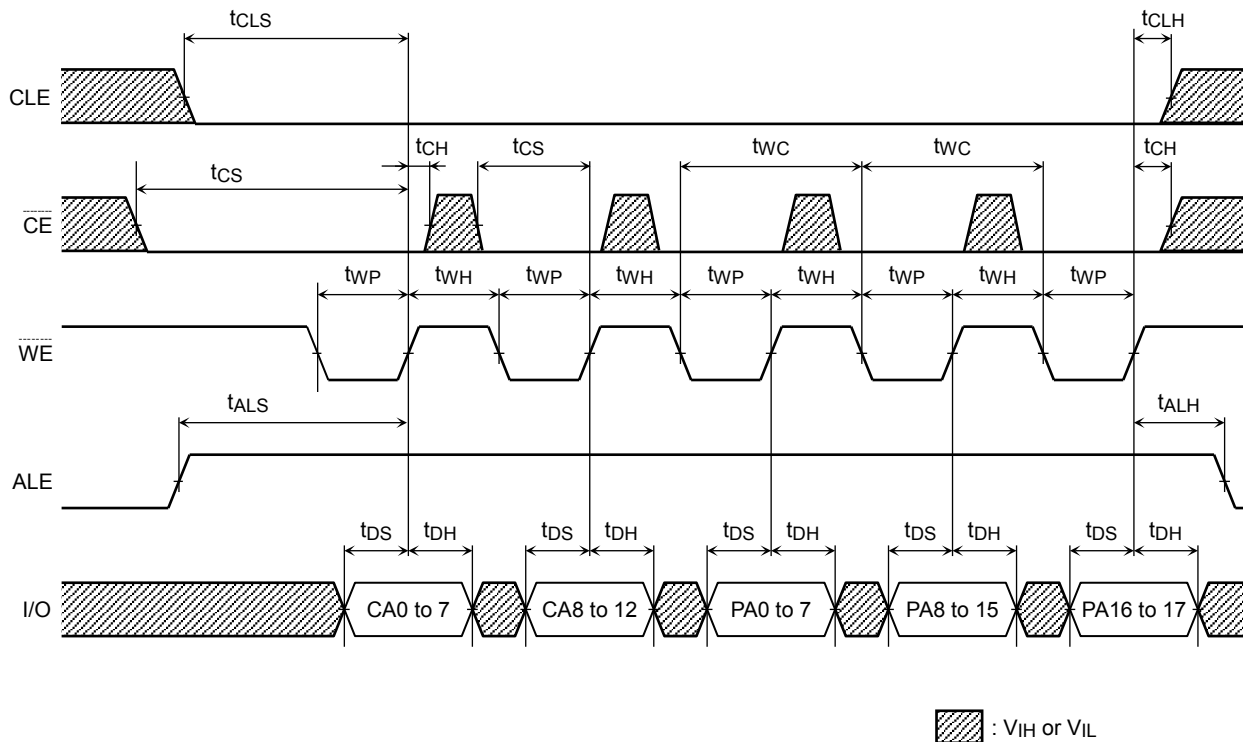 tCLS tCLH
CLE
tCH tCS tWC tWC tCH
tCS
CE
tWP tWH tWP tWH tWP tWH tWP tWH tWP
WE
tALS tALH
ALE
tDS tDH tDS tDH tDS tDH tDS tDH tDS tDH
I/O CA0 to 7 CA8 to 12 PA0 to 7 PA8 to 15 PA16 to 17
: VIH or VIL